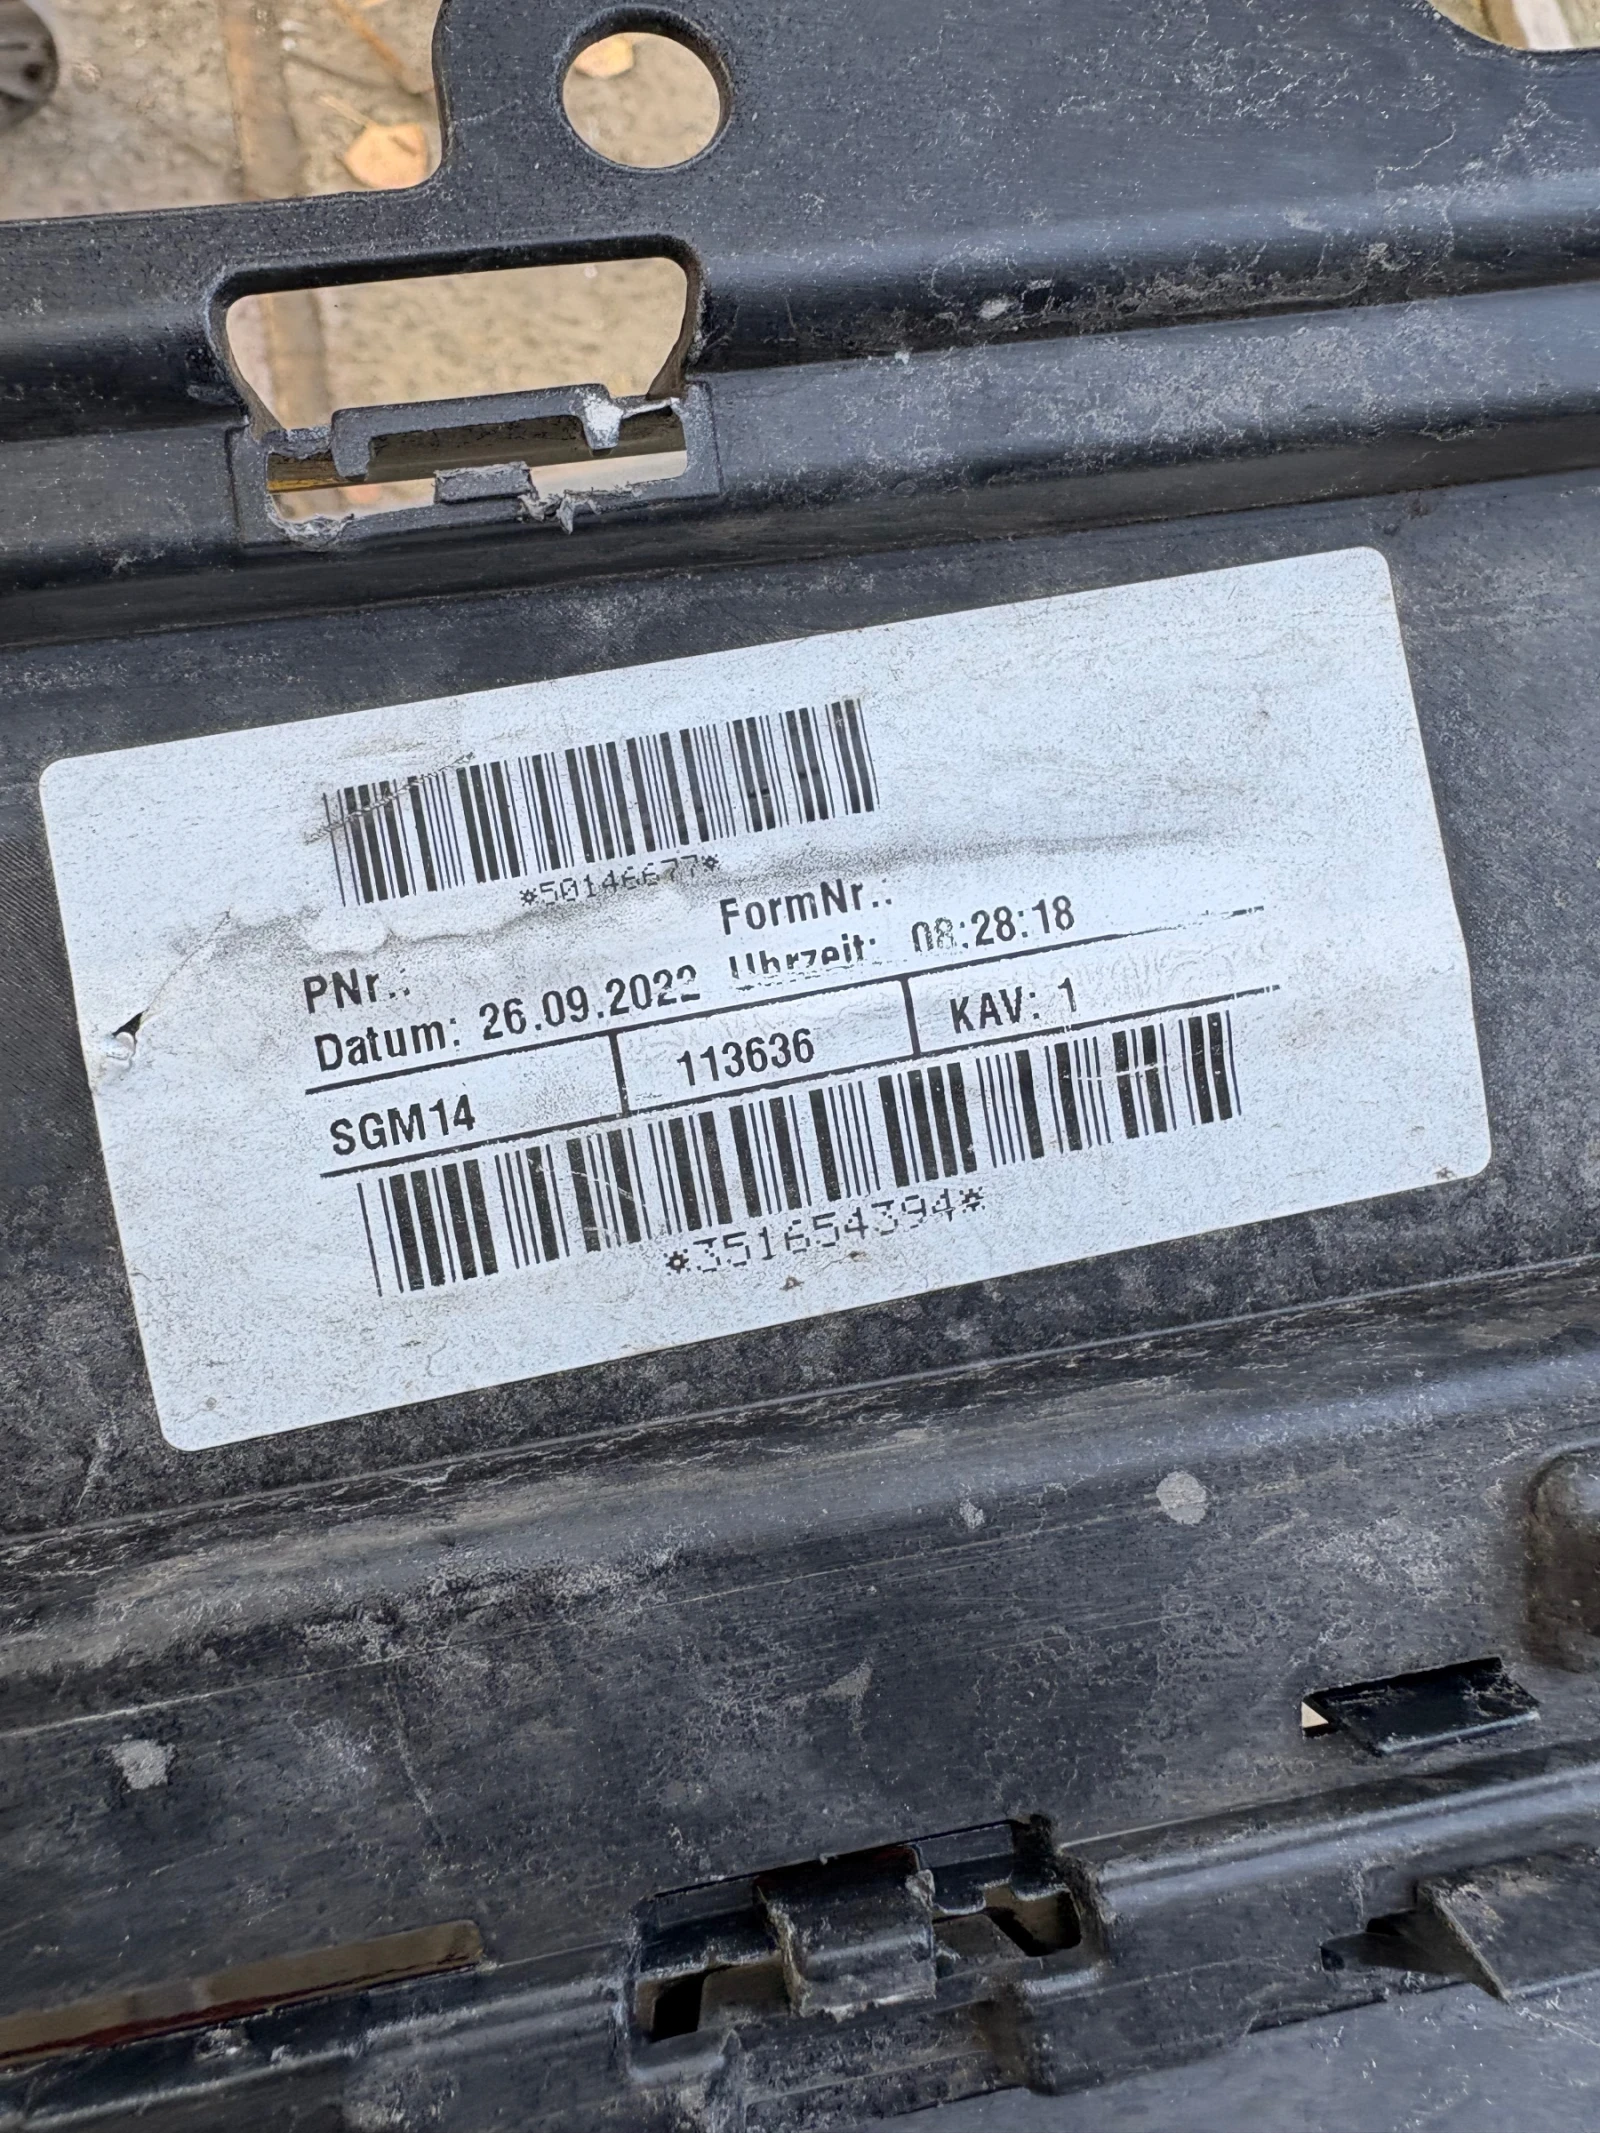 *50146677*
PNr.: FormNr.:
Datum: 26.09.2022 Uhrzeit: 08:28:18
SGM14 113636 KAV: 1
*351654394*